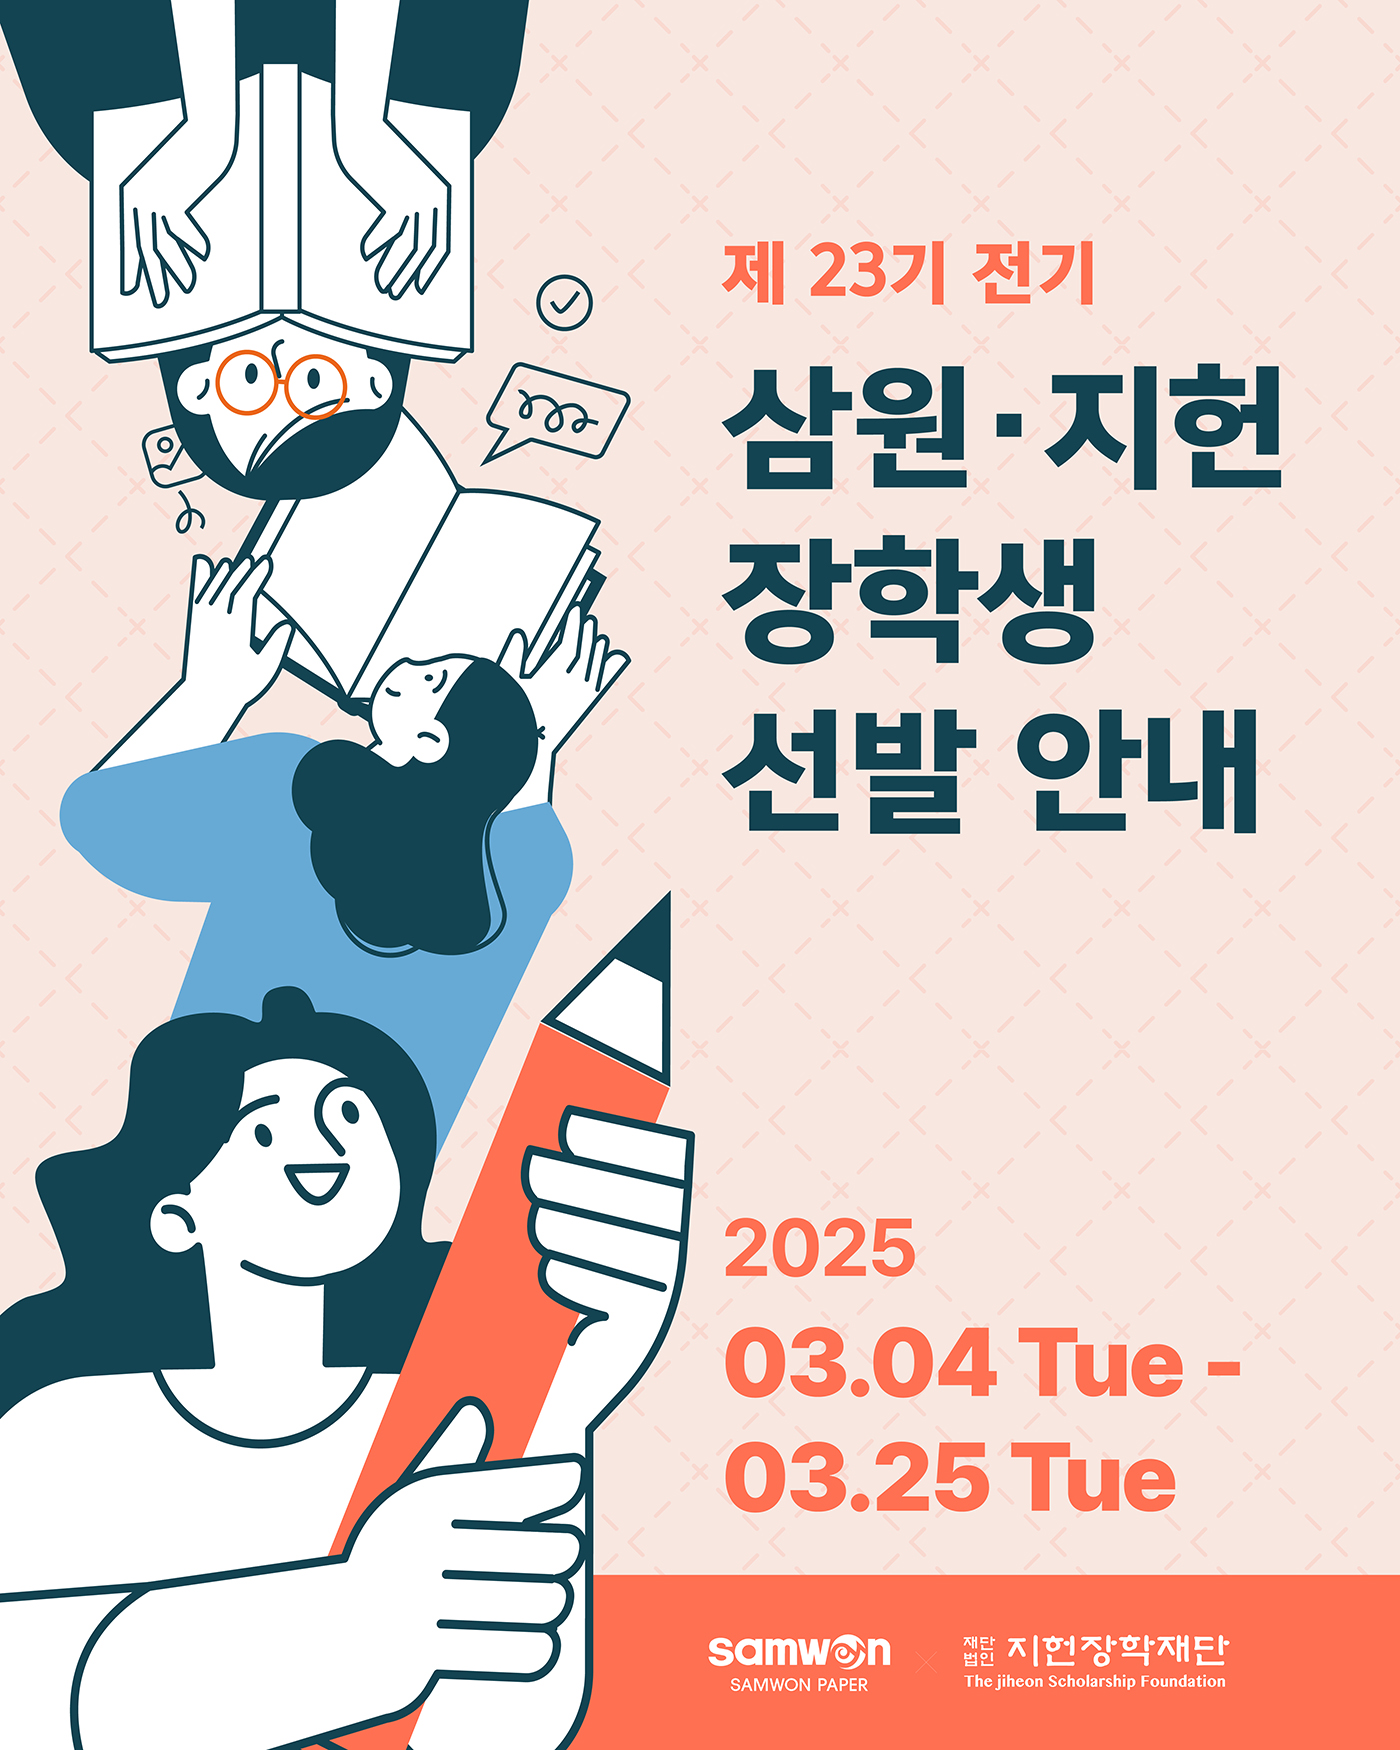 제 23기 전기
삼원·지헌
장학생
선발 안내
2025
03.04 Tue -
03.25 Tue
samwon
SAMWON PAPER
재단
법인
지헌장학재단
The jiheon Scholarship Foundation